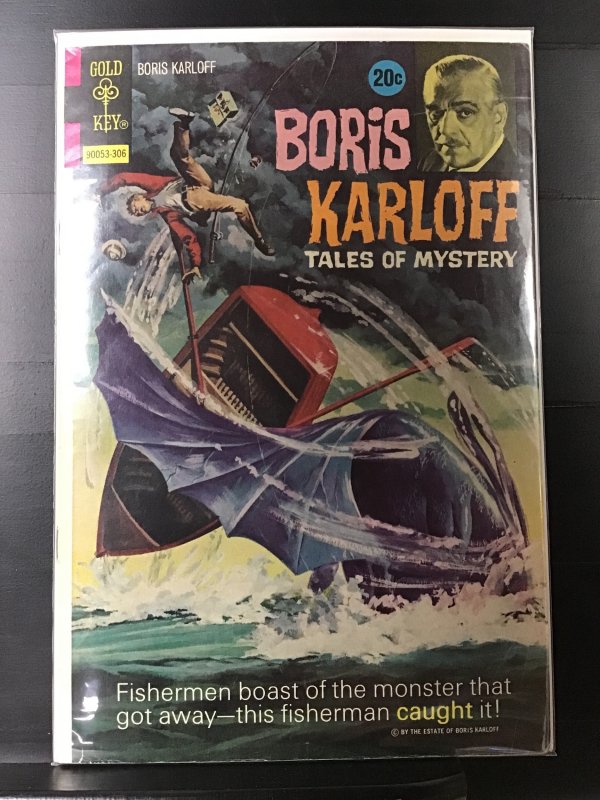 GOLD
KEY®
BORIS KARLOFF
90053-306
20c
BORiS
KARLOFF
TALES OF MYSTERY
Fishermen boast of the monster that
got away—this fisherman caught it!
© BY THE ESTATE OF BORIS KARLOFF